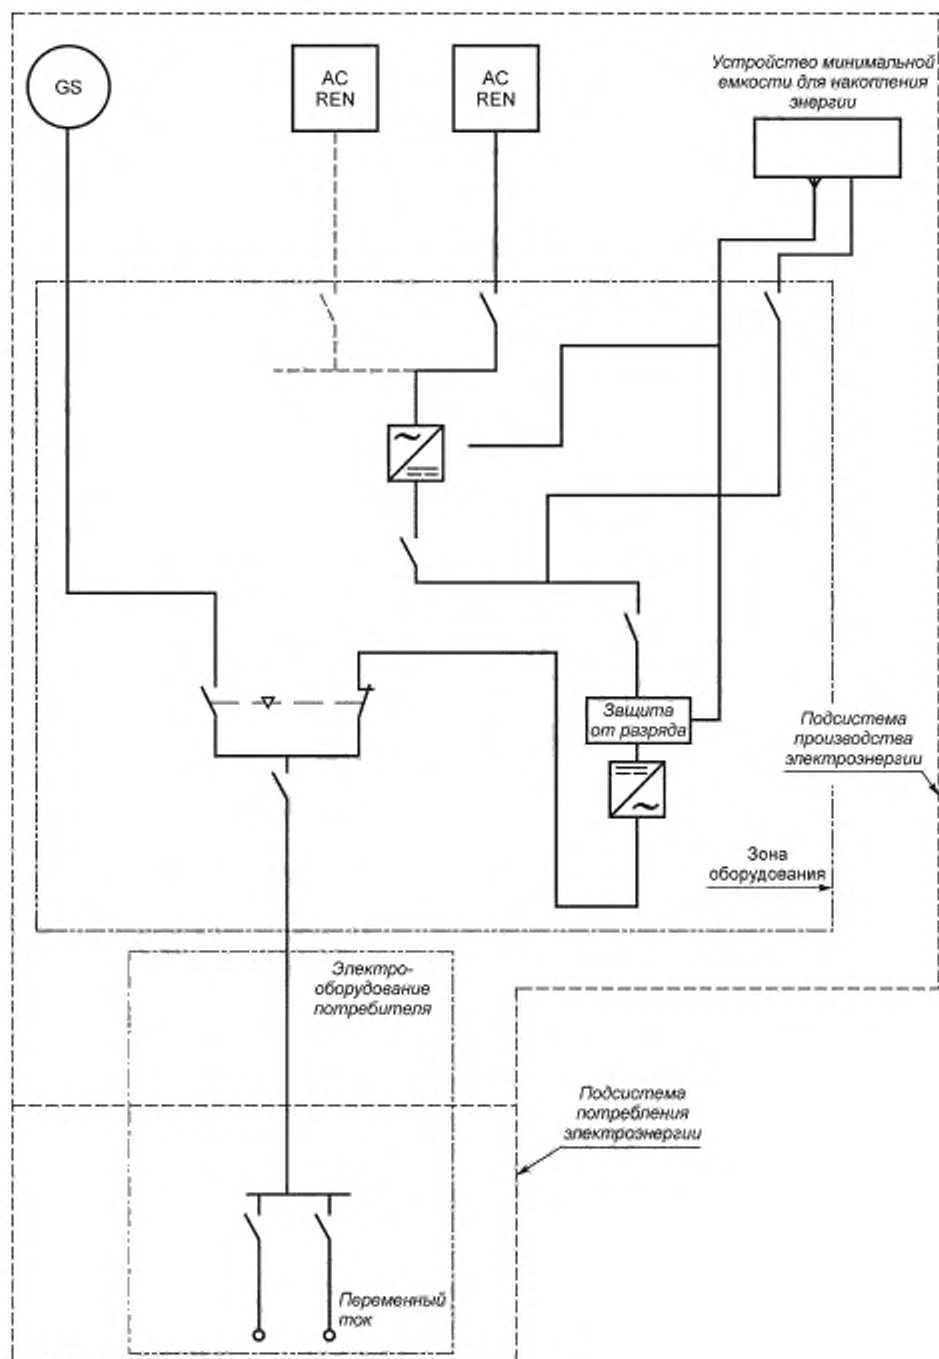 GS
AC
REN
AC
REN
Устройство минимальной
емкости для накопления
энергии
Защита
от разряда
Подсистема
производства
электроэнергии
Зона
оборудования
Электро-
оборудование
потребителя
Подсистема
потребления
электроэнергии
Переменный
ток